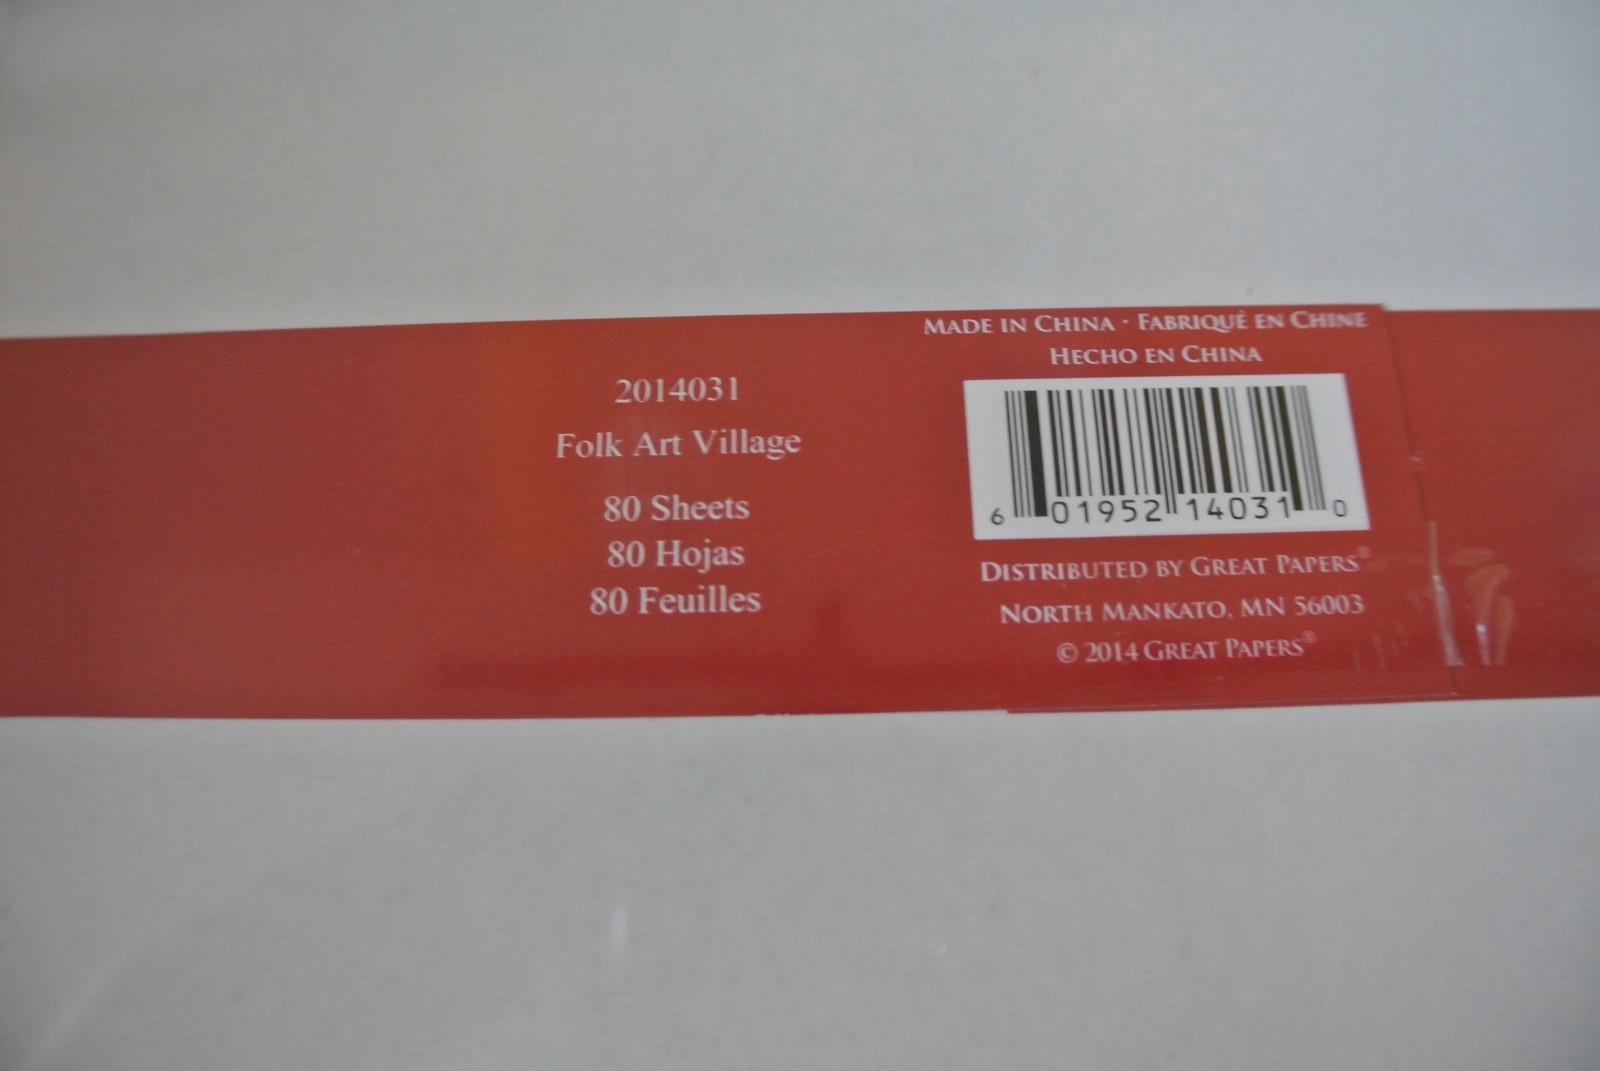 2014031
Folk Art Village
80 Sheets
80 Hojas
80 Feuilles
MADE IN CHINA · FABRIQUÉ EN CHINE
HECHO EN CHINA
6 01952 14031 0
DISTRIBUTED BY GREAT PAPERS®
NORTH MANKATO, MN 56003
© 2014 GREAT PAPERS®